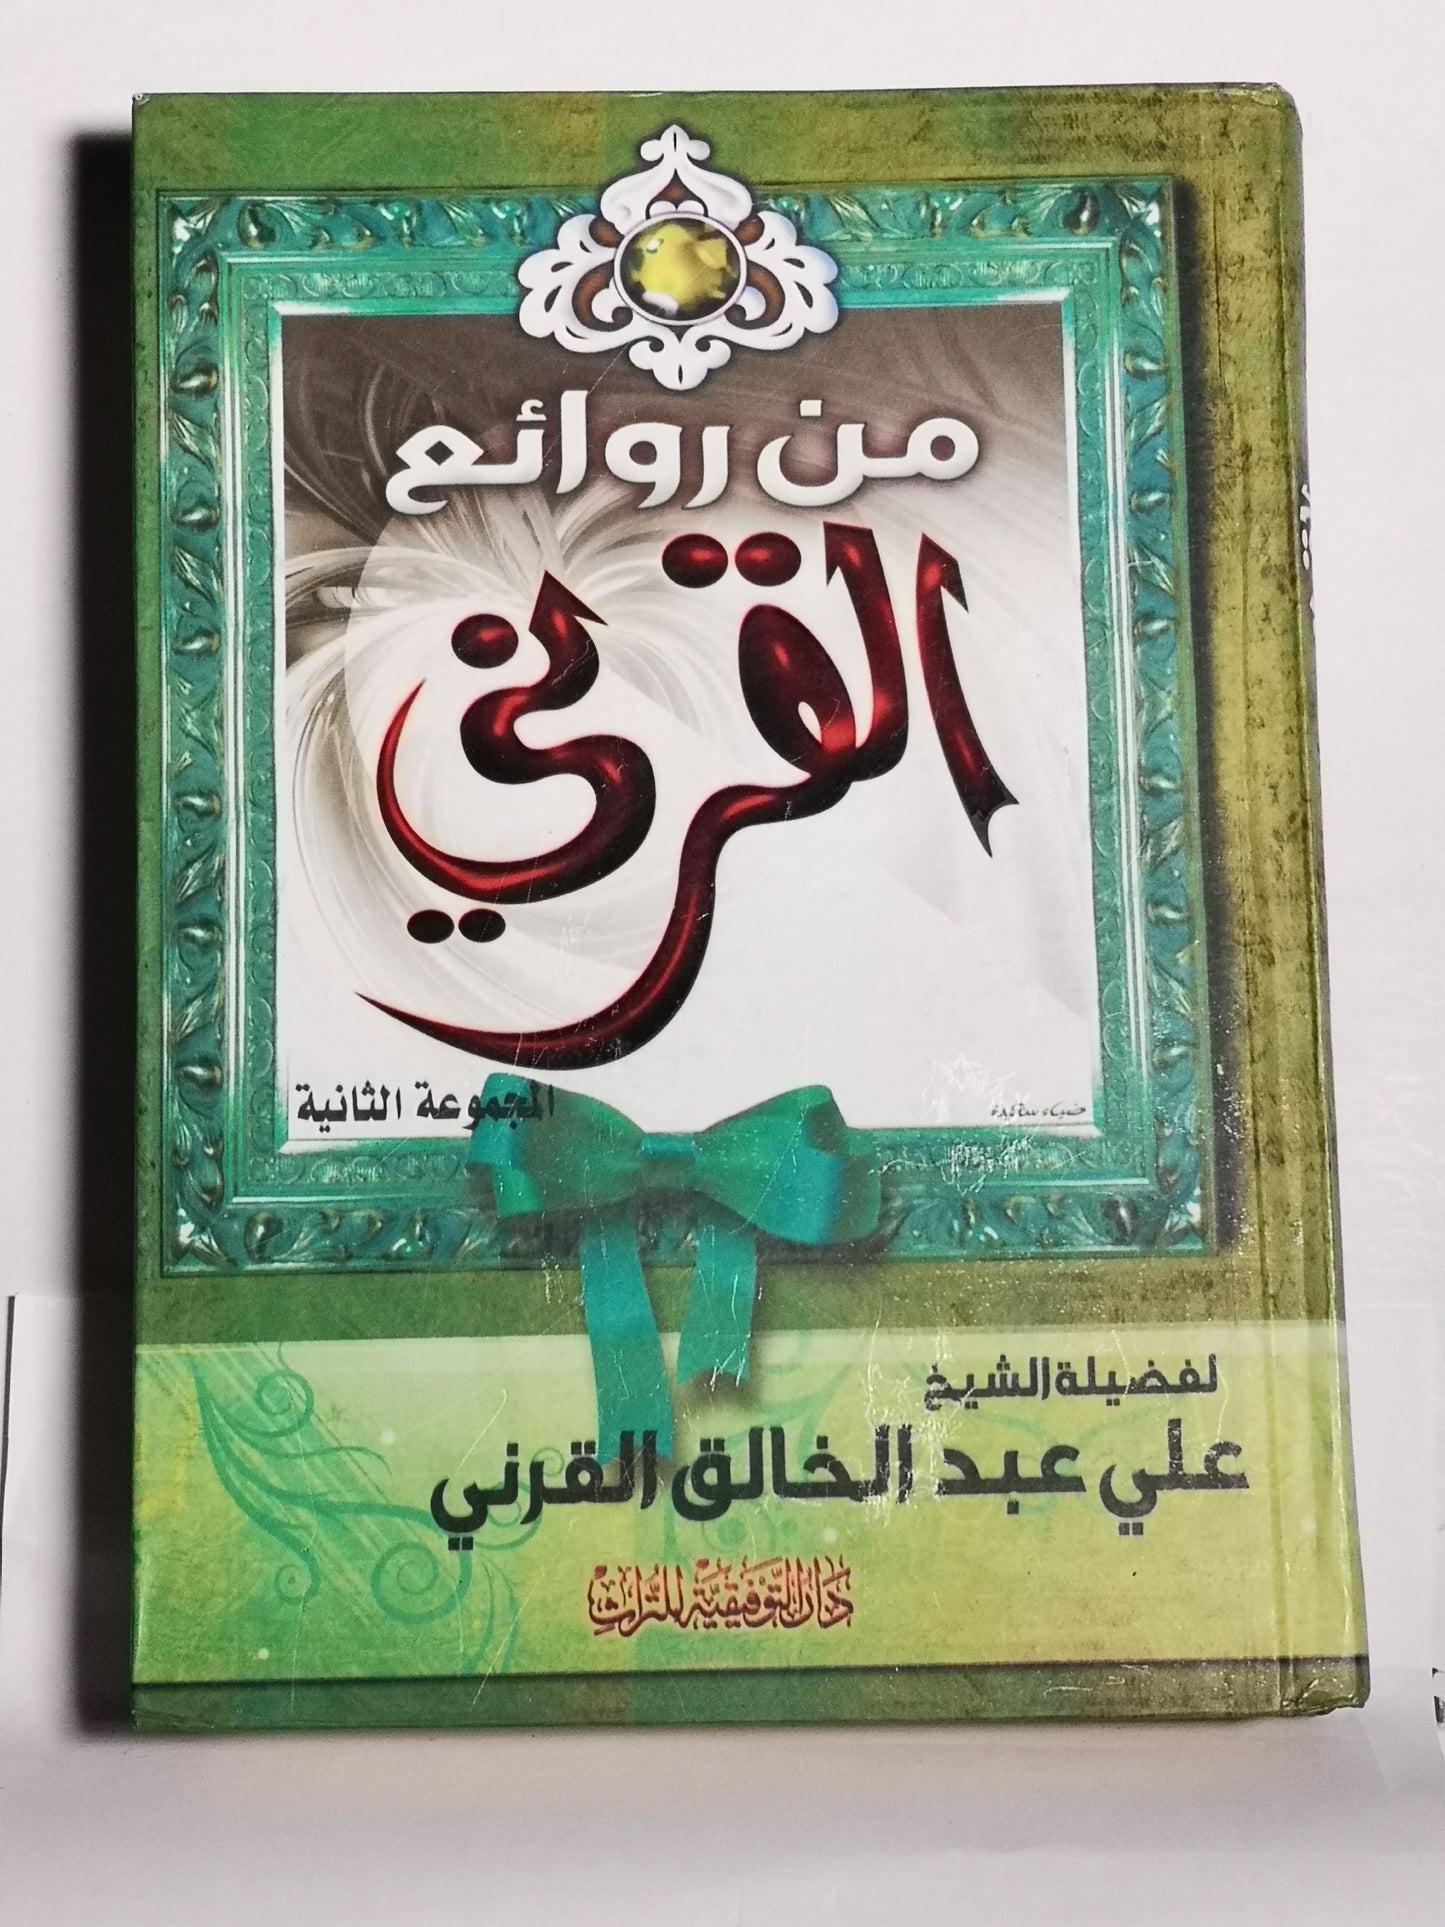 من روائع
القرني
المجموعة الثانية
لفضيلة الشيخ
علي عبد الخالق القرني
دار التوفيقية للتراث